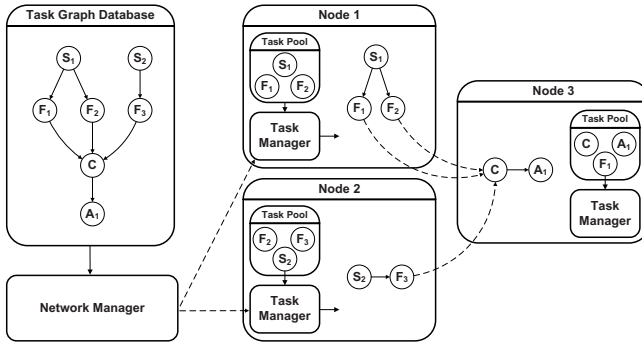 Task Graph Database
S1
S2
F1
F2
F3
C
A1
Network Manager
Node 1
Task Pool
S1
F1
F2
Task
Manager
S1
F1
F2
Node 2
Task Pool
F2
F3
S2
Task
Manager
S2
F3
Node 3
C
A1
Task Pool
C
A1
F1
Task
Manager